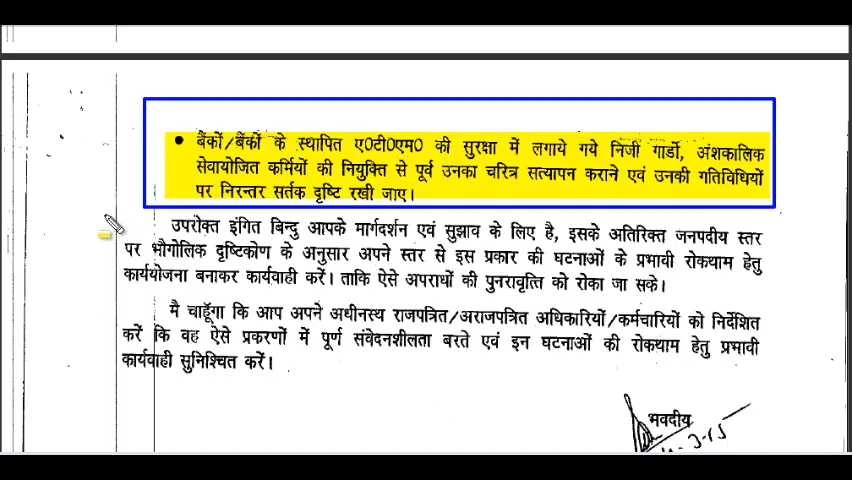 • बैंकों/बैंकों के स्थापित ए0टी0एम0 की सुरक्षा में लगाये गये निजी गार्डो, अंशकालिक
सेवायोजित कर्मियों की नियुक्ति से पूर्व उनका चरित्र सत्यापन कराने एवं उनकी गतिविधियों
पर निरन्तर सर्तक दृष्टि रखी जाए।
उपरोक्त इंगित बिन्दु आपके मार्गदर्शन एवं सुझाव के लिए है, इसके अतिरिक्त जनपदीय स्तर
पर भौगोलिक दृष्टिकोण के अनुसार अपने स्तर से इस प्रकार की घटनाओं के प्रभावी रोकथाम हेतु
कार्ययोजना बनाकर कार्यवाही करें। ताकि ऐसे अपराधों की पुनरावृत्ति को रोका जा सके।
मै चाहूॅगा कि आप अपने अधीनस्थ राजपत्रित/अराजपत्रित अधिकारियों/कर्मचारियों को निर्देशित
करें कि वह ऐसे प्रकरणों में पूर्ण संवेदनशीलता बरते एवं इन घटनाओं की रोकथाम हेतु प्रभावी
कार्यवाही सुनिश्चित करें।
भवदीय